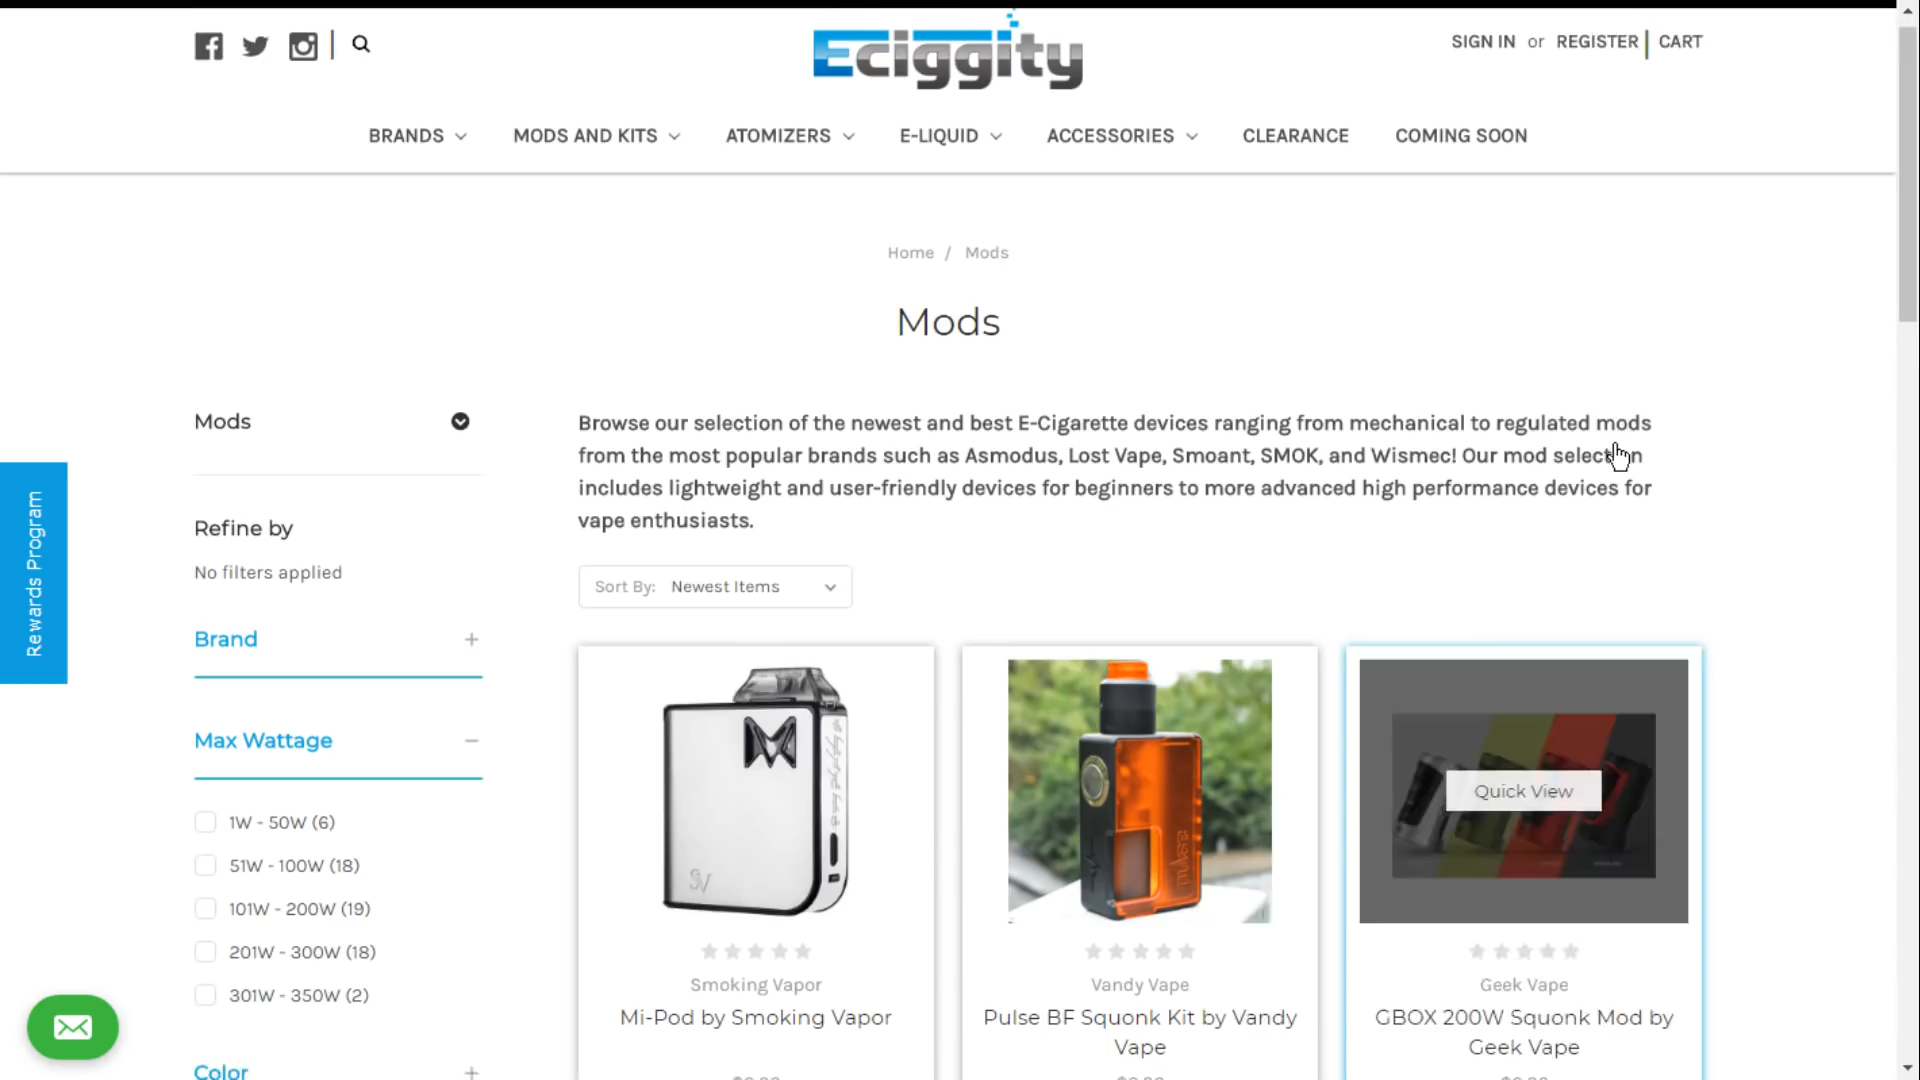 Eciggity
SIGN IN or REGISTER CART
BRANDS MODS AND KITS ATOMIZERS E-LIQUID ACCESSORIES CLEARANCE COMING SOON
Home / Mods
Mods
Mods
Refine by
No filters applied
Brand +
Max Wattage −
1W - 50W (6)
51W - 100W (18)
101W - 200W (19)
201W - 300W (18)
301W - 350W (2)
Color +
Rewards Program
Browse our selection of the newest and best E-Cigarette devices ranging from mechanical to regulated mods
from the most popular brands such as Asmodus, Lost Vape, Smoant, SMOK, and Wismec! Our mod selection
includes lightweight and user-friendly devices for beginners to more advanced high performance devices for
vape enthusiasts.
Sort By: Newest Items
SV
Smoking Vapor
Mi-Pod by Smoking Vapor
PULSE
Vandy Vape
Pulse BF Squonk Kit by Vandy
Vape
Quick View
Geek Vape
GBOX 200W Squonk Mod by
Geek Vape